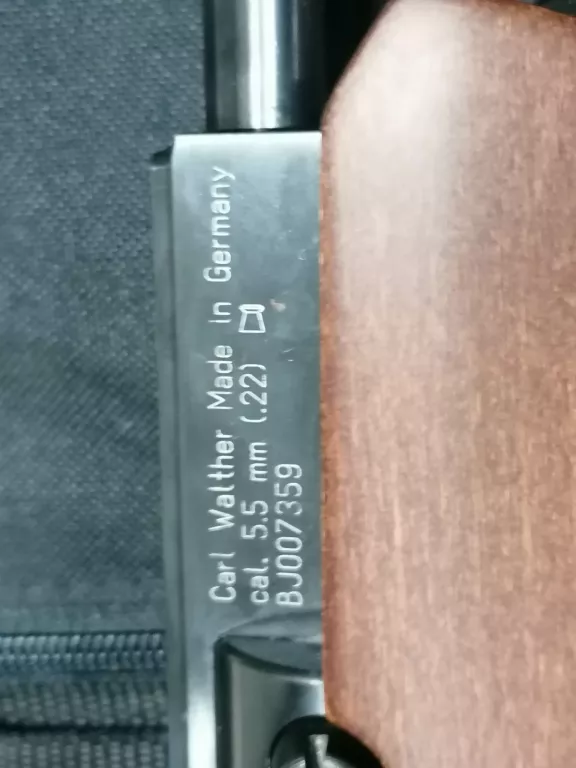 Carl Walther Made in Germany
cal. 5.5 mm (.22)
BJ007359